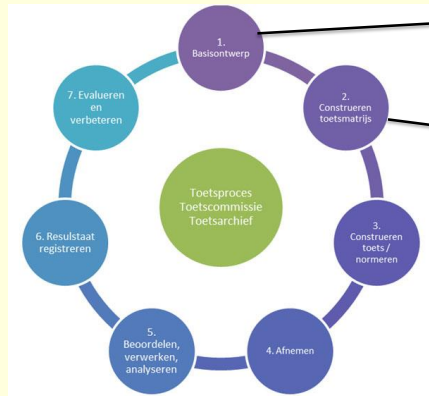 1.
Basisontwerp
2.
Construeren
toetsmatrijs
3.
Construeren
toets /
normeren
4. Afnemen
5.
Beoordelen,
verwerken,
analyseren
6. Resulstaat
registreren
7. Evalueren
en
verbeteren
Toetsproces
Toetscommissie
Toetsarchief